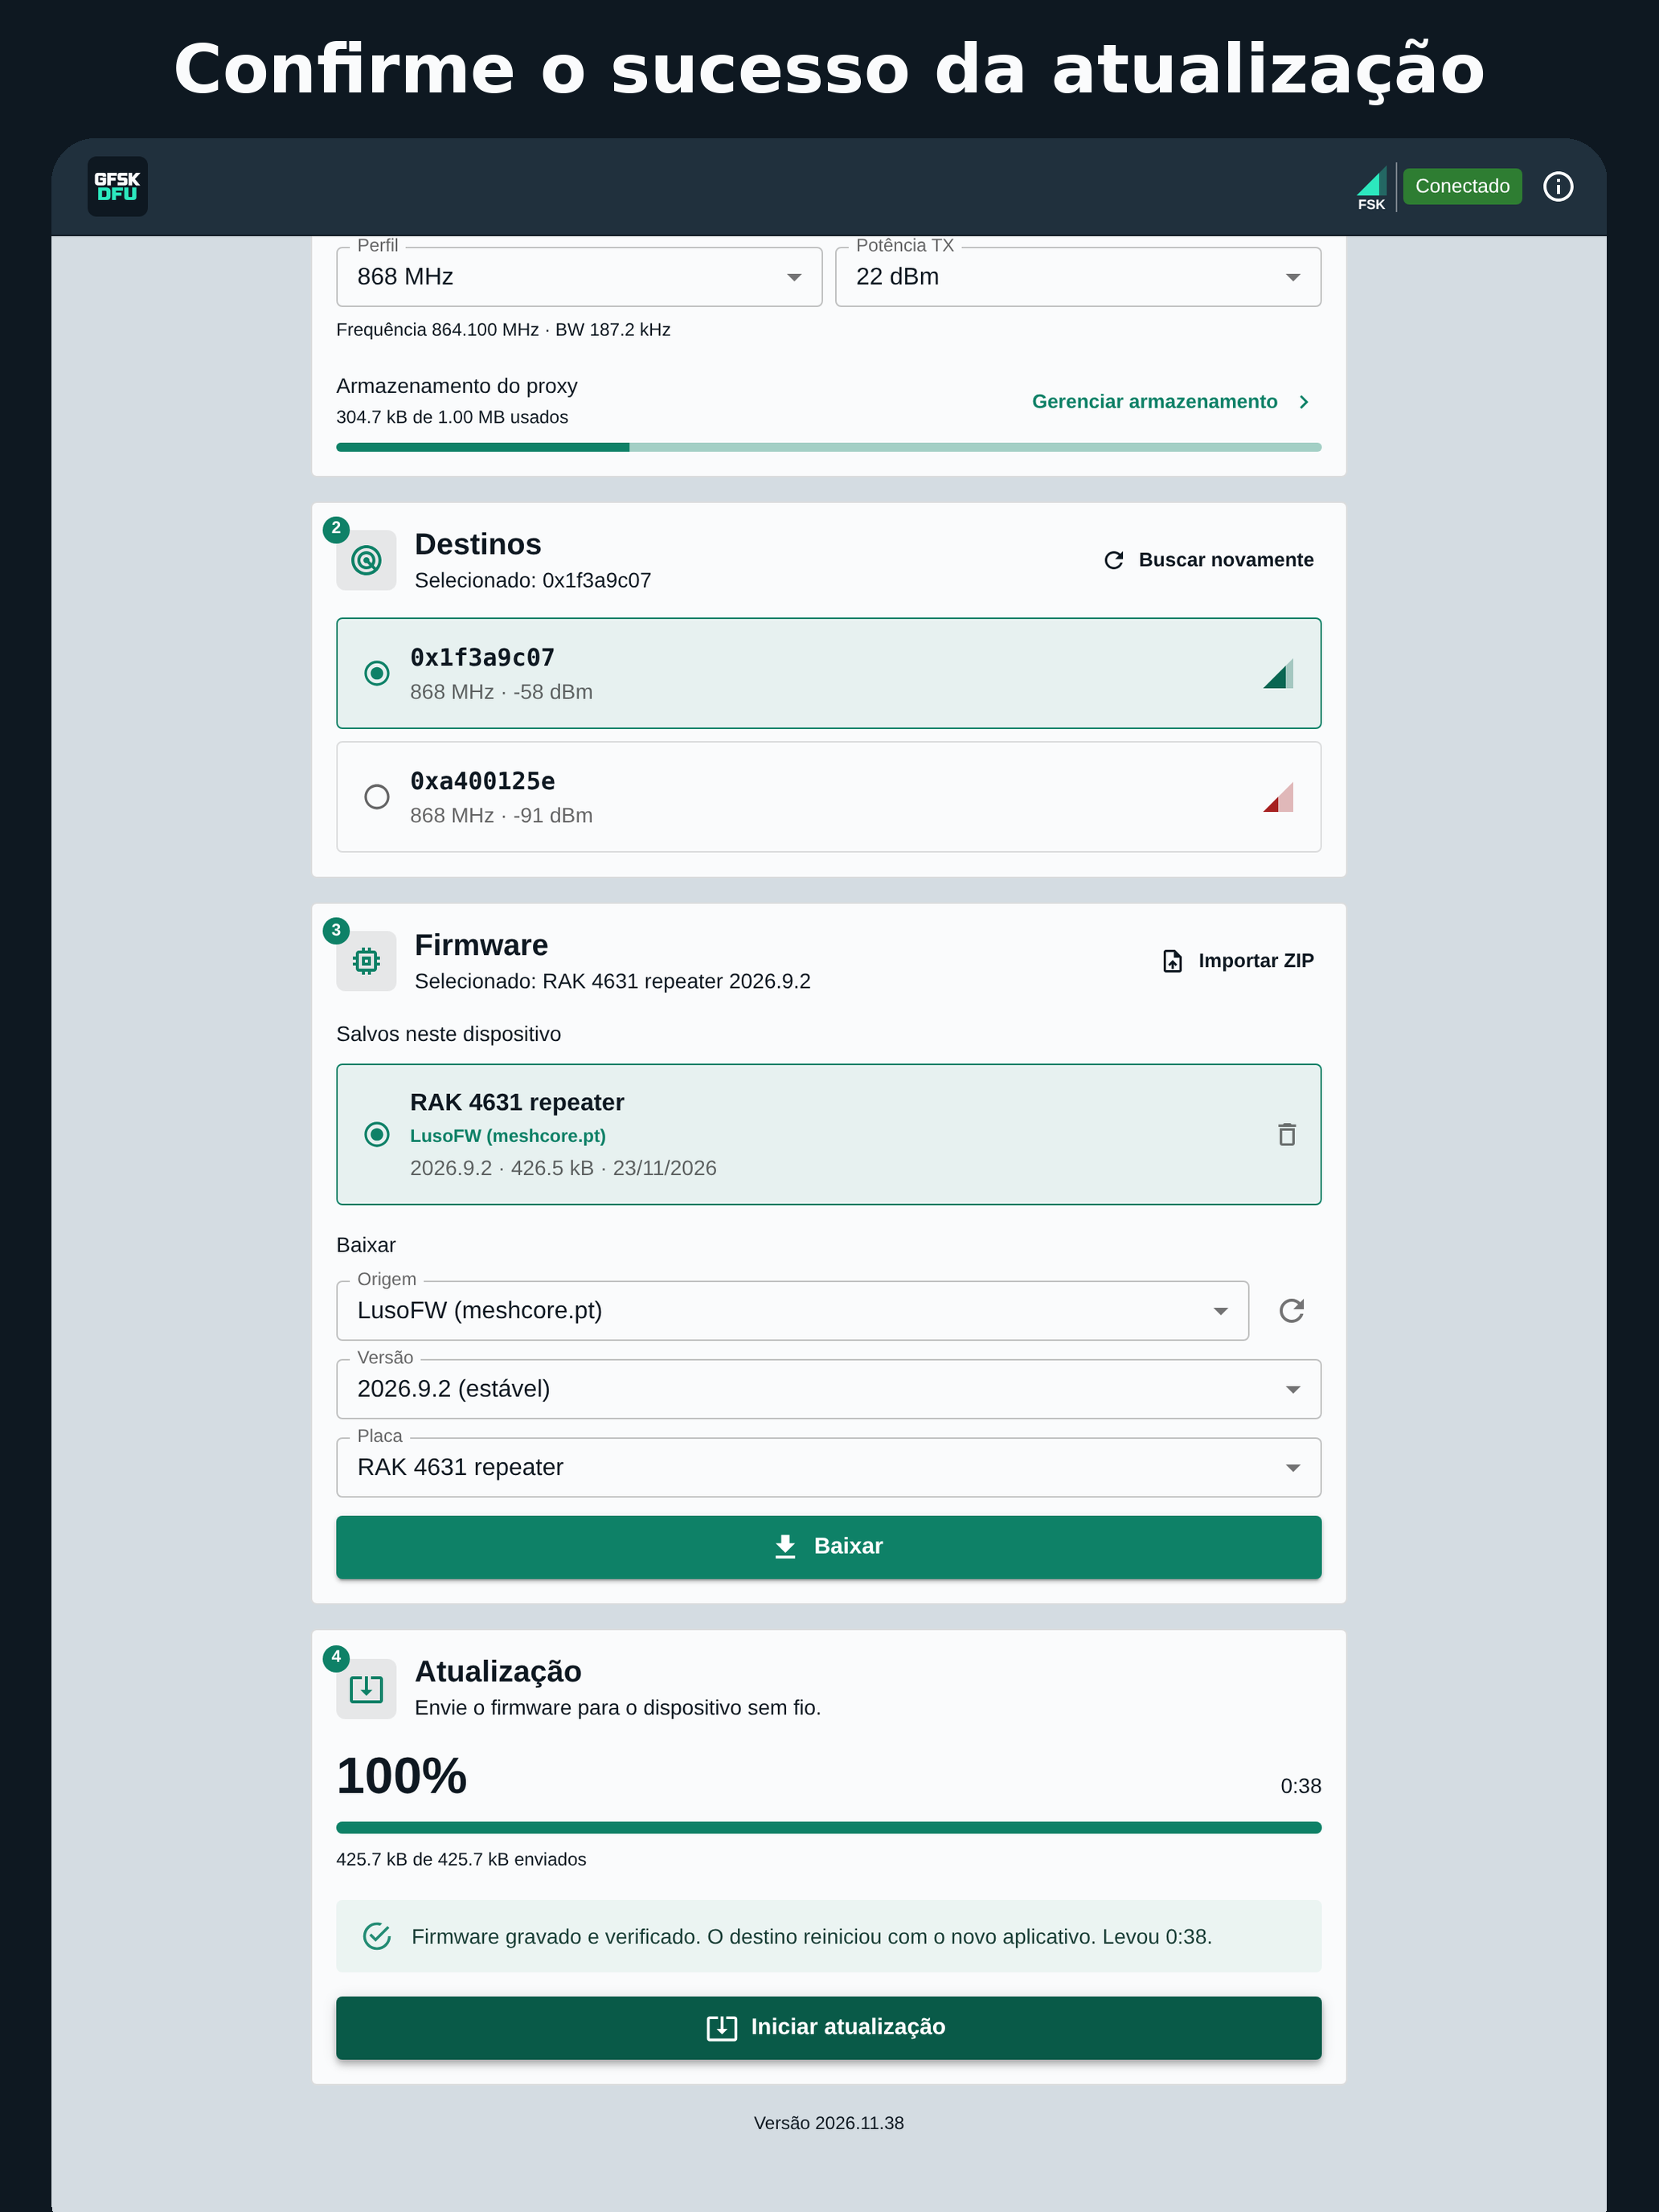 Confirme o sucesso da atualização
GFSK
DFU
FSK
Conectado
Perfil
868 MHz
Potência TX
22 dBm
Frequência 864.100 MHz · BW 187.2 kHz
Armazenamento do proxy
304.7 kB de 1.00 MB usados
Gerenciar armazenamento
2
Destinos
Selecionado: 0x1f3a9c07
Buscar novamente
0x1f3a9c07
868 MHz · -58 dBm
0xa400125e
868 MHz · -91 dBm
3
Firmware
Selecionado: RAK 4631 repeater 2026.9.2
Importar ZIP
Salvos neste dispositivo
RAK 4631 repeater
LusoFW (meshcore.pt)
2026.9.2 · 426.5 kB · 23/11/2026
Baixar
Origem
LusoFW (meshcore.pt)
Versão
2026.9.2 (estável)
Placa
RAK 4631 repeater
Baixar
4
Atualização
Envie o firmware para o dispositivo sem fio.
100%
0:38
425.7 kB de 425.7 kB enviados
Firmware gravado e verificado. O destino reiniciou com o novo aplicativo. Levou 0:38.
Iniciar atualização
Versão 2026.11.38